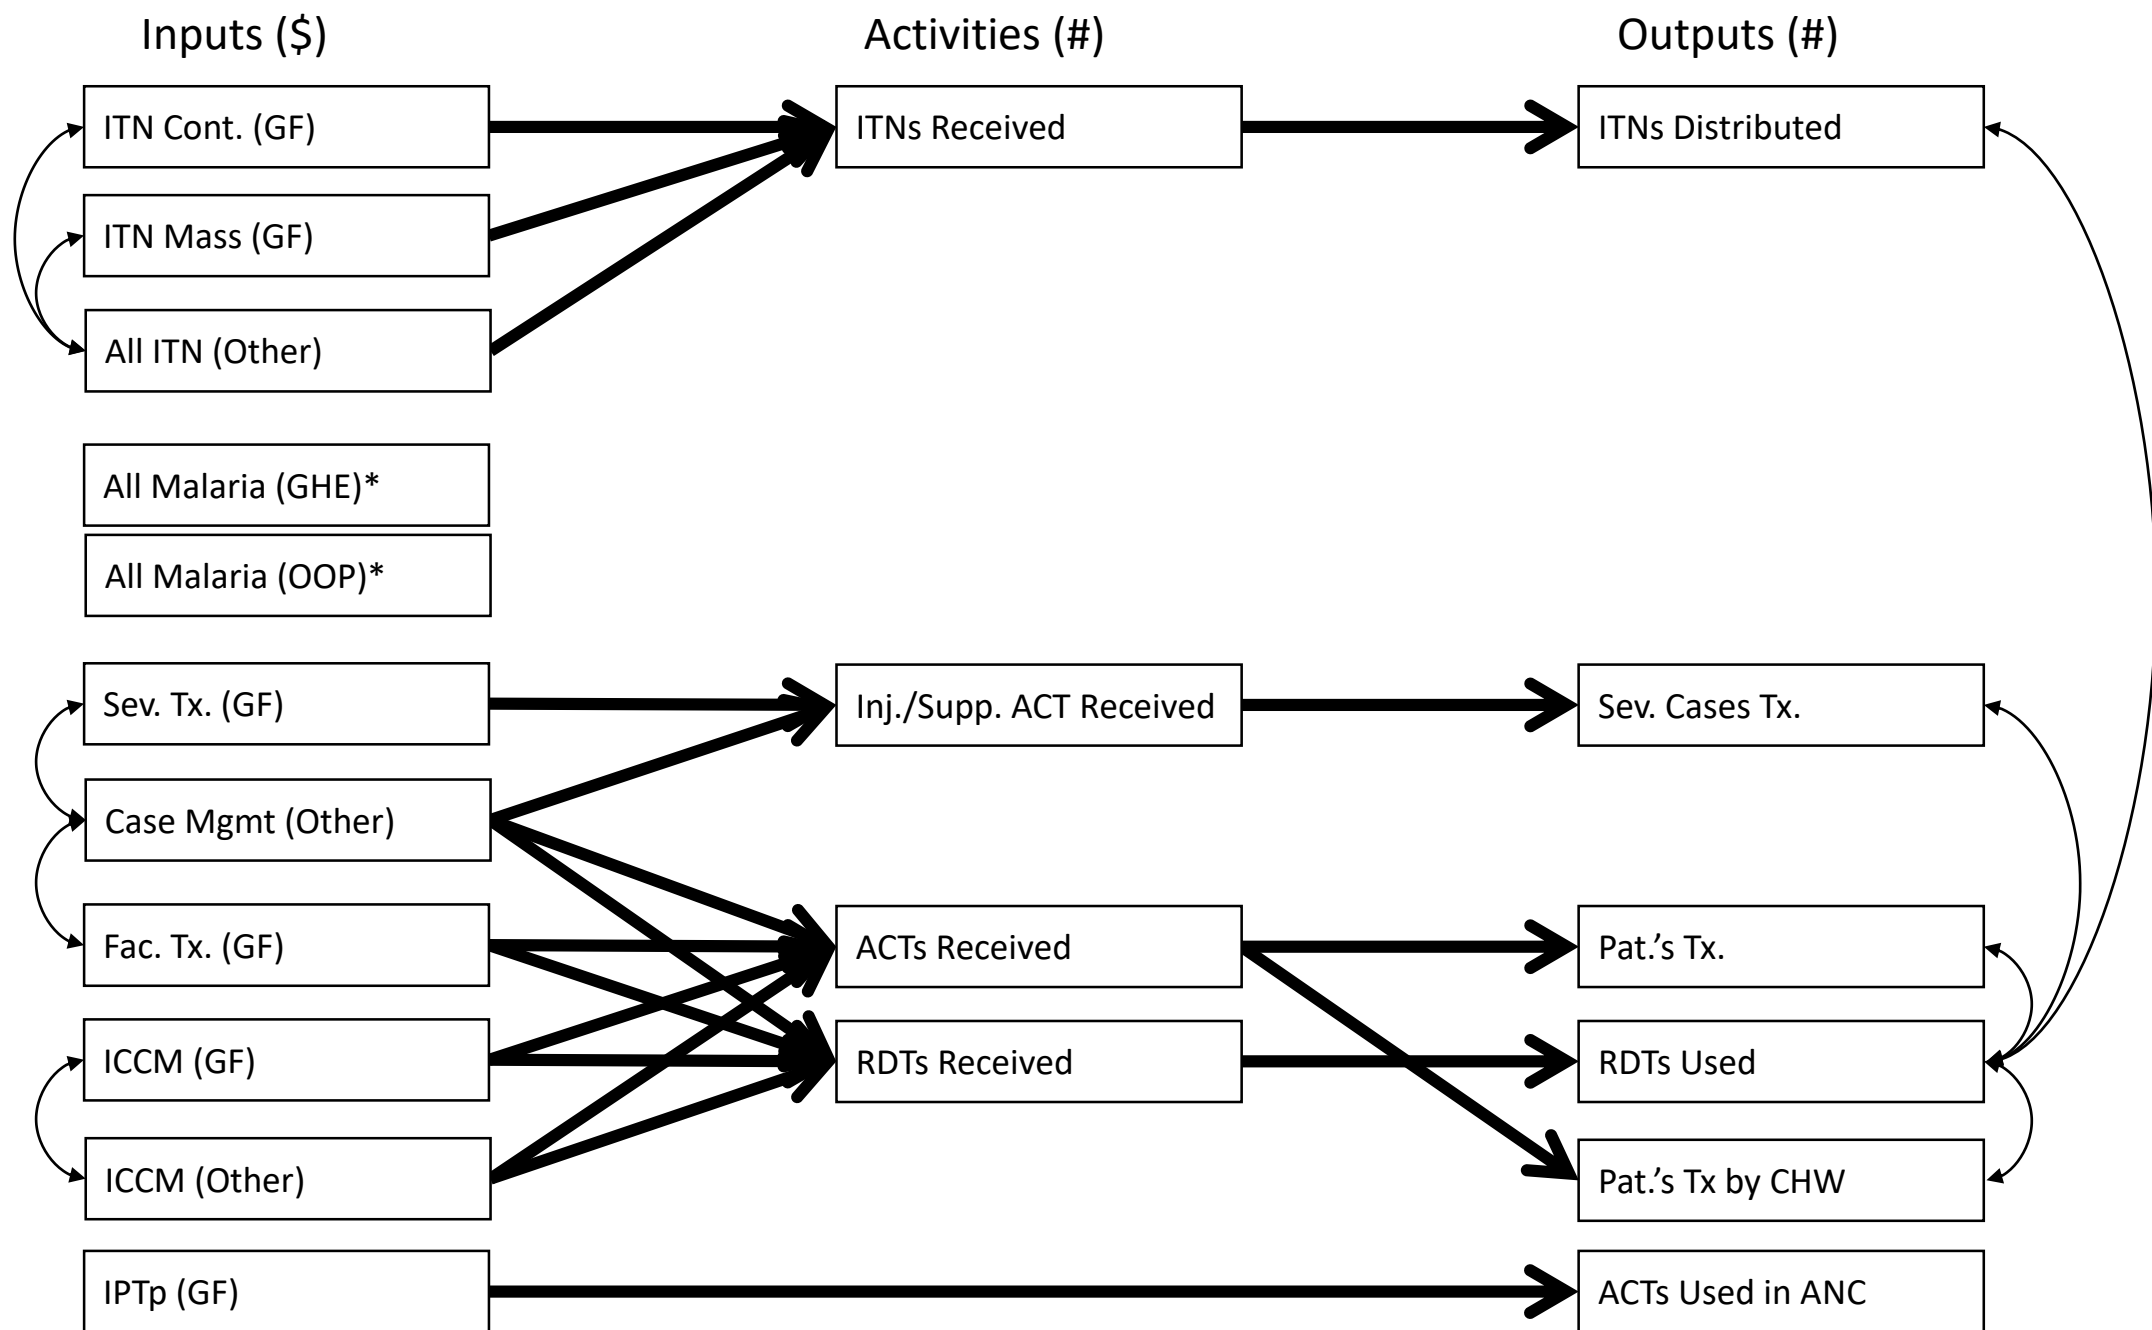 Inputs ($)
Activities (#)
Outputs (#)
ITN Cont. (GF)
ITNs Received
ITNs Distributed
ITN Mass (GF)
All ITN (Other)
All Malaria (GHE)*
All Malaria (OOP)*
Sev. Tx. (GF)
Inj./Supp. ACT Received
Sev. Cases Tx.
Case Mgmt (Other)
Fac. Tx. (GF)
ACTs Received
Pat.'s Tx.
ICCM (GF)
RDTs Received
RDTs Used
ICCM (Other)
Pat.'s Tx by CHW
IPTp (GF)
ACTs Used in ANC